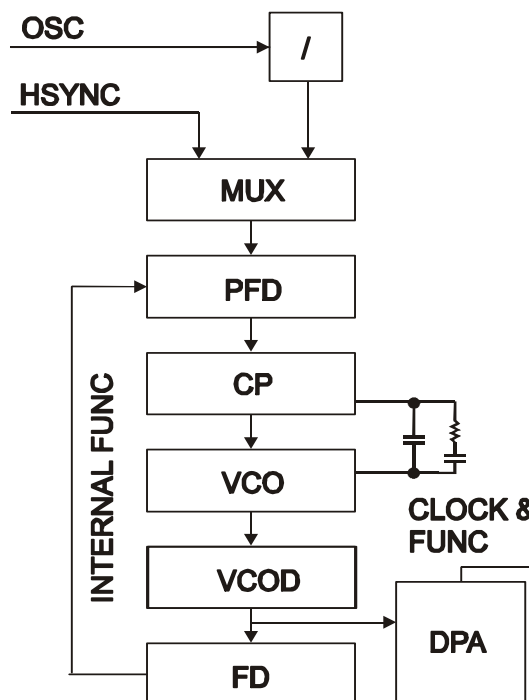 OSC
/
HSYNC
MUX
PFD
CP
VCO
INTERNAL FUNC
CLOCK &
FUNC
VCOD
DPA
FD